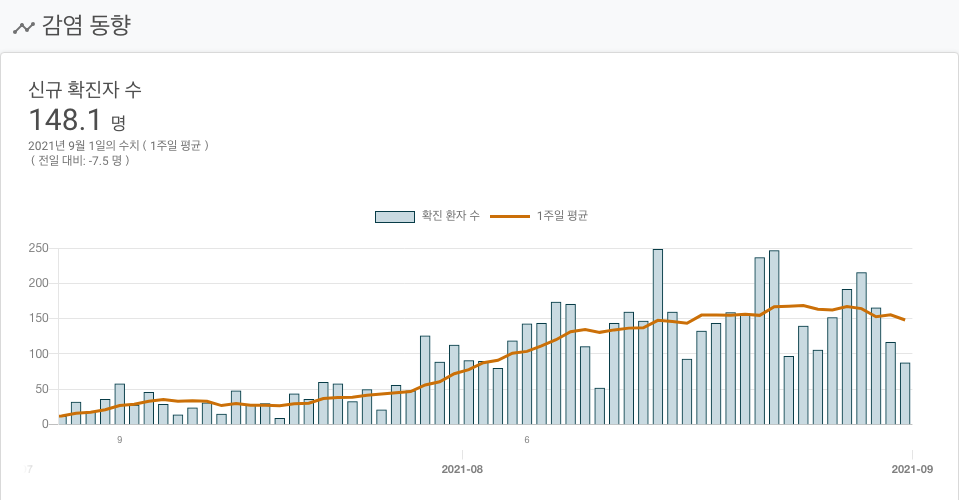 감염 동향
신규 확진자 수
148.1 명
2021년 9월 1일의 수치 ( 1주일 평균 )
( 전일 대비: -7.5 명 )
확진 환자 수 1주일 평균
250
200
150
100
50
0
9 6
7 2021-08 2021-09